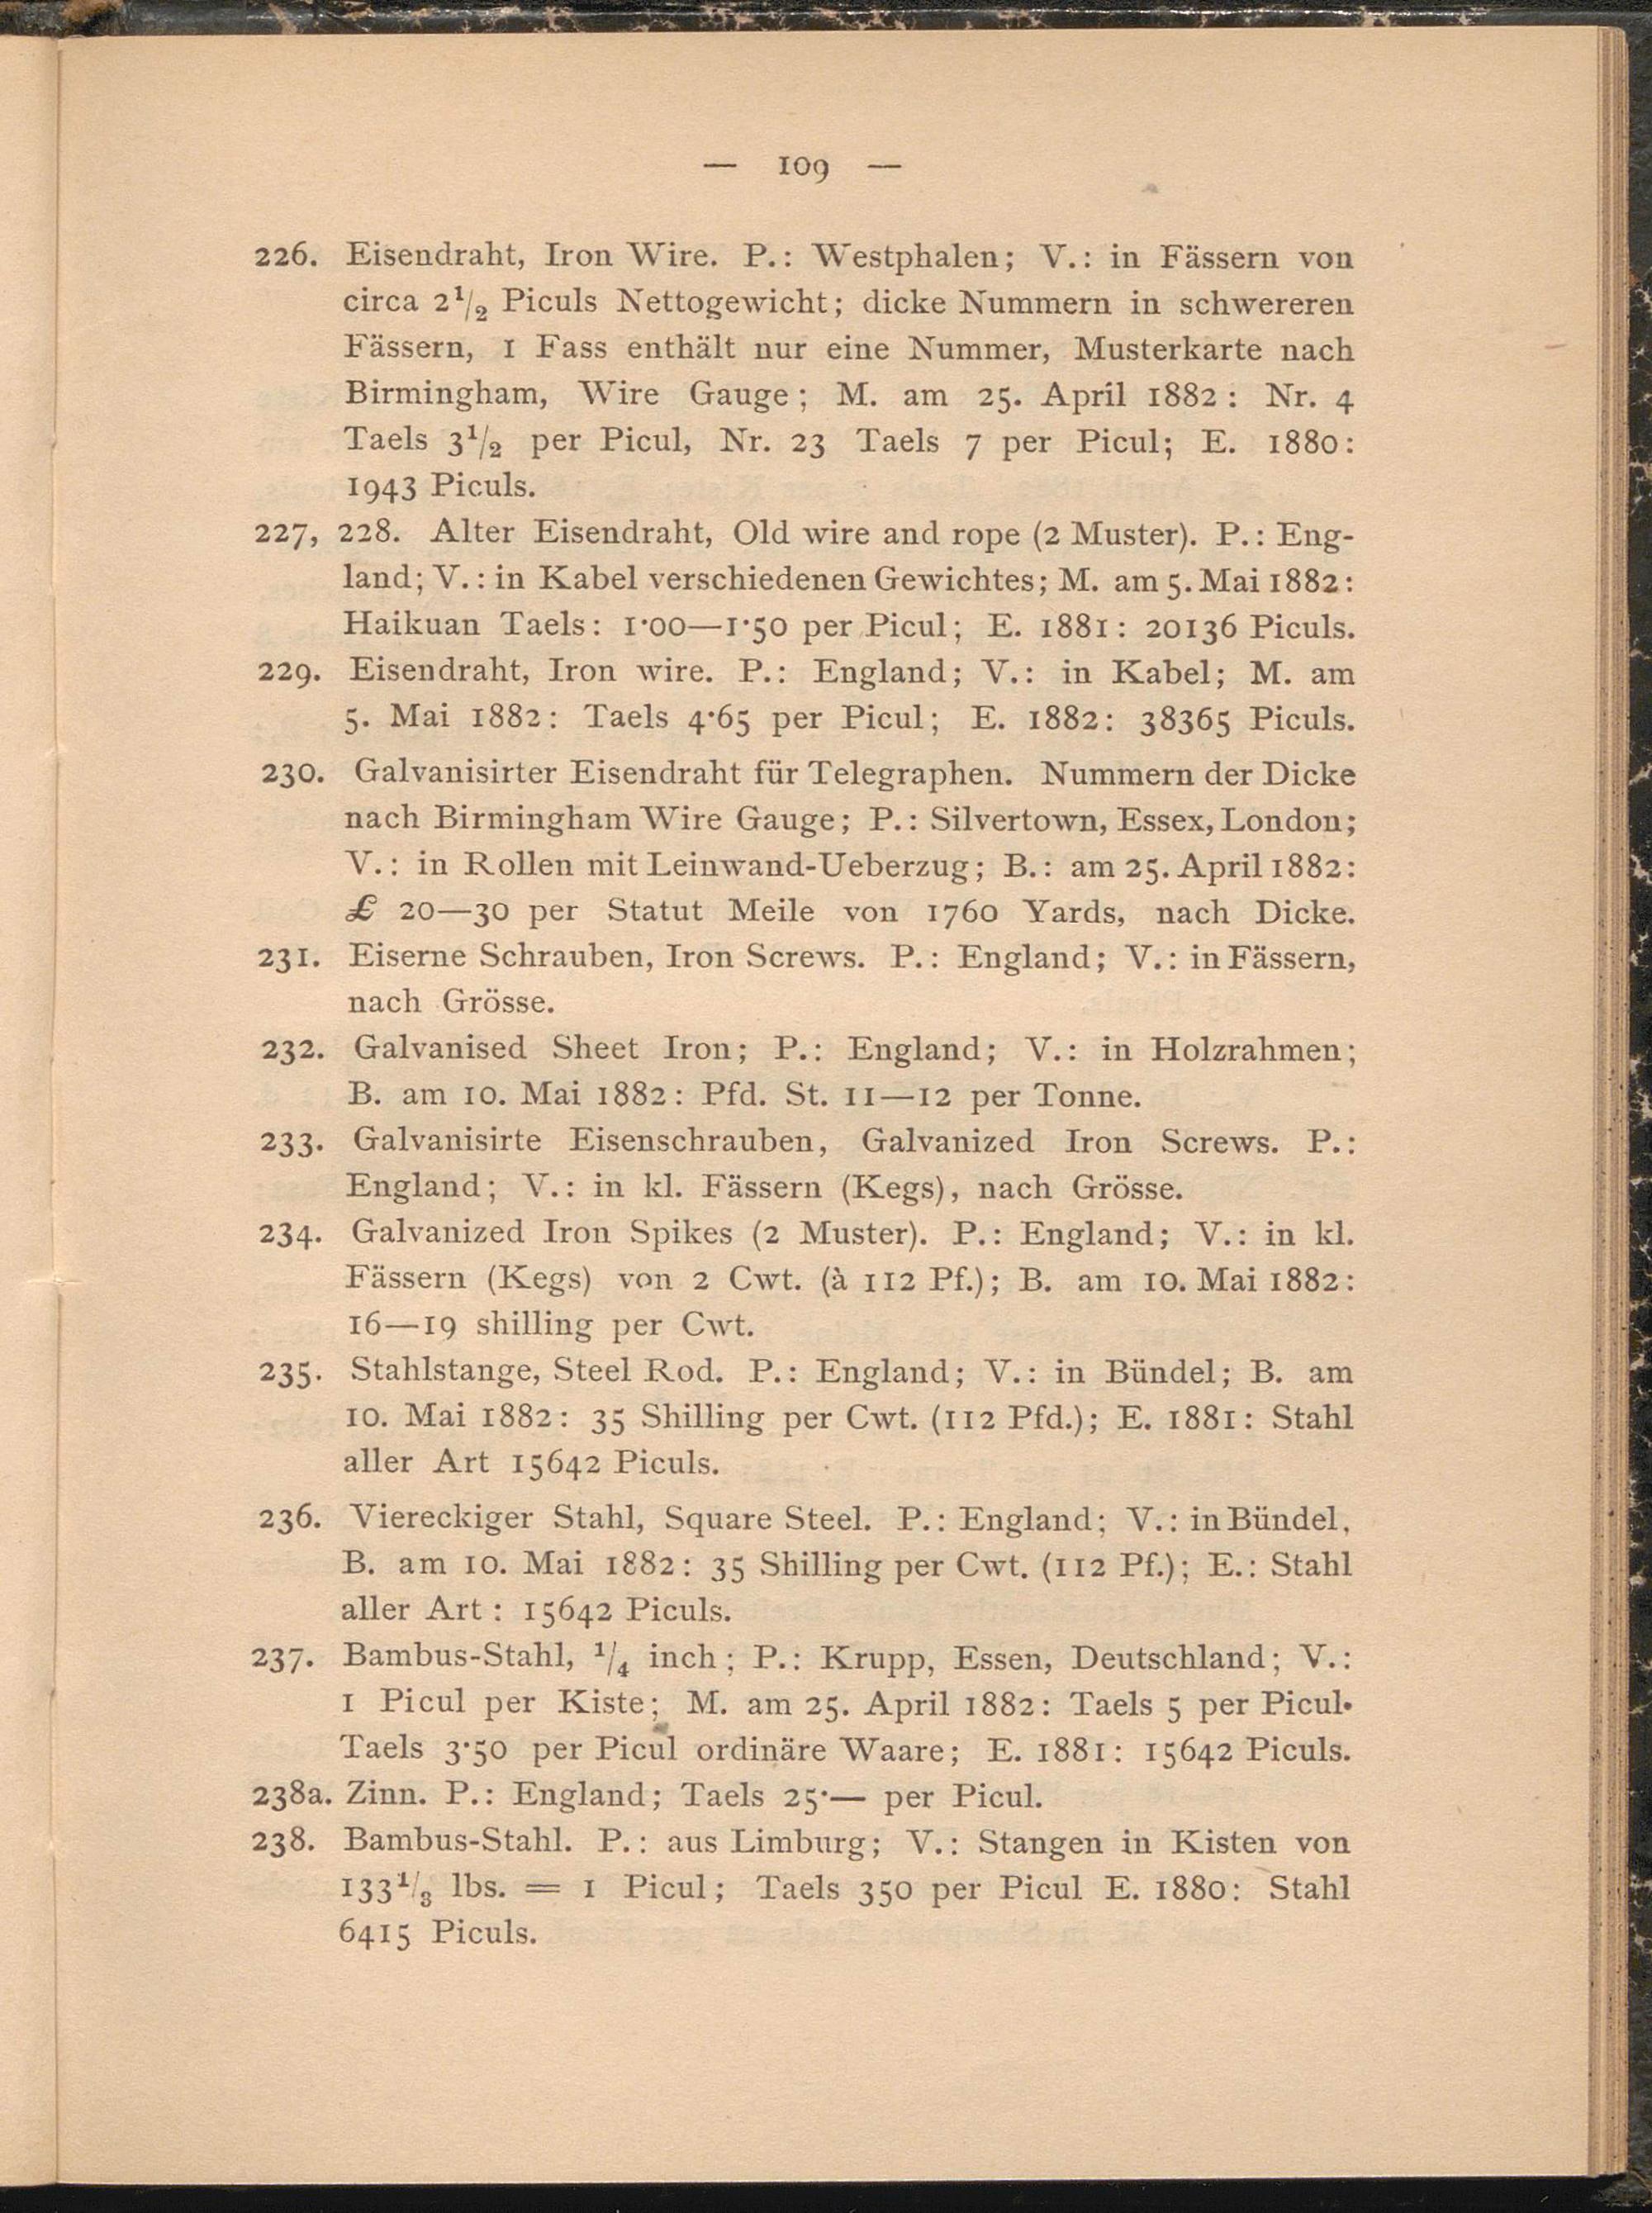 — 109 —
226. Eisendraht, Iron Wire. P.: Westphalen; V.: in Fässern von
circa 2¹/₂ Piculs Nettogewicht; dicke Nummern in schwereren
Fässern, 1 Fass enthält nur eine Nummer, Musterkarte nach
Birmingham, Wire Gauge; M. am 25. April 1882: Nr. 4
Taels 3¹/₂ per Picul, Nr. 23 Taels 7 per Picul; E. 1880:
1943 Piculs.
227, 228. Alter Eisendraht, Old wire and rope (2 Muster). P.: Eng-
land; V.: in Kabel verschiedenen Gewichtes; M. am 5. Mai 1882:
Haikuan Taels: 1·00—1·50 per Picul; E. 1881: 20136 Piculs.
229. Eisendraht, Iron wire. P.: England; V.: in Kabel; M. am
5. Mai 1882: Taels 4·65 per Picul; E. 1882: 38365 Piculs.
230. Galvanisirter Eisendraht für Telegraphen. Nummern der Dicke
nach Birmingham Wire Gauge; P.: Silvertown, Essex, London;
V.: in Rollen mit Leinwand-Ueberzug; B.: am 25. April 1882:
£ 20—30 per Statut Meile von 1760 Yards, nach Dicke.
231. Eiserne Schrauben, Iron Screws. P.: England; V.: in Fässern,
nach Grösse.
232. Galvanised Sheet Iron; P.: England; V.: in Holzrahmen;
B. am 10. Mai 1882: Pfd. St. 11—12 per Tonne.
233. Galvanisirte Eisenschrauben, Galvanized Iron Screws. P.:
England; V.: in kl. Fässern (Kegs), nach Grösse.
234. Galvanized Iron Spikes (2 Muster). P.: England; V.: in kl.
Fässern (Kegs) von 2 Cwt. (à 112 Pf.); B. am 10. Mai 1882:
16—19 shilling per Cwt.
235. Stahlstange, Steel Rod. P.: England; V.: in Bündel; B. am
10. Mai 1882: 35 Shilling per Cwt. (112 Pfd.); E. 1881: Stahl
aller Art 15642 Piculs.
236. Viereckiger Stahl, Square Steel. P.: England; V.: in Bündel,
B. am 10. Mai 1882: 35 Shilling per Cwt. (112 Pf.); E.: Stahl
aller Art: 15642 Piculs.
237. Bambus-Stahl, ¹/₄ inch; P.: Krupp, Essen, Deutschland; V.:
1 Picul per Kiste; M. am 25. April 1882: Taels 5 per Picul.
Taels 3·50 per Picul ordinäre Waare; E. 1881: 15642 Piculs.
238a. Zinn. P.: England; Taels 25·— per Picul.
238. Bambus-Stahl. P.: aus Limburg; V.: Stangen in Kisten von
133¹/₃ lbs. = 1 Picul; Taels 350 per Picul E. 1880: Stahl
6415 Piculs.